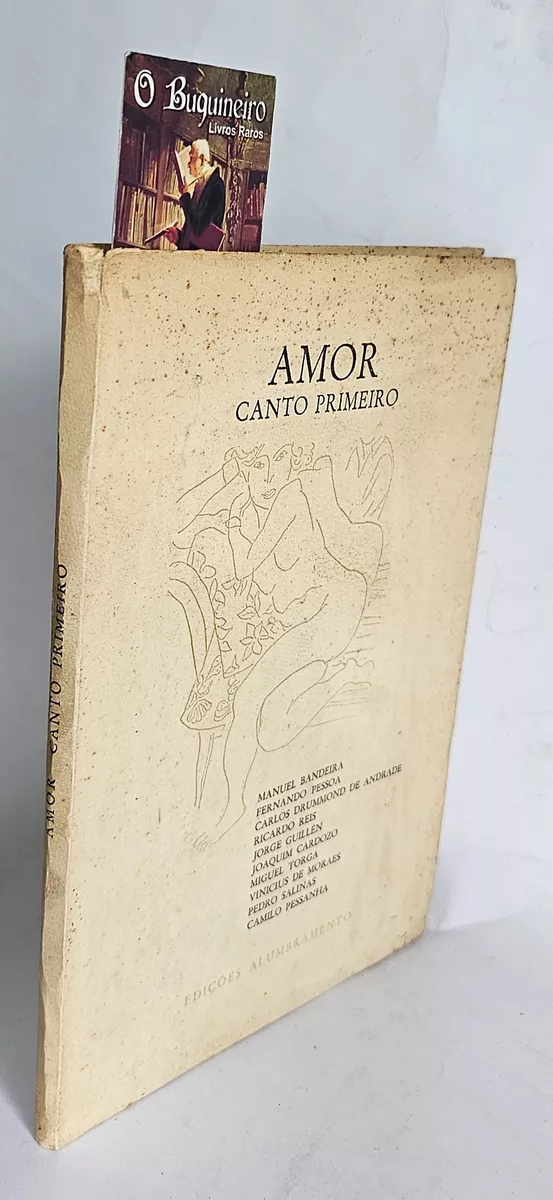 O Buquineiro
Livros Raros
AMOR
CANTO PRIMEIRO
MANUEL BANDEIRA
FERNANDO PESSOA
CARLOS DRUMMOND DE ANDRADE
RICARDO REIS
JORGE GUILLÉN
JOAQUIM CARDOZO
MIGUEL TORGA
VINICIUS DE MORAES
PEDRO SALINAS
CAMILO PESSANHA
EDIÇÕES ALUMBRAMENTO
AMOR CANTO PRIMEIRO